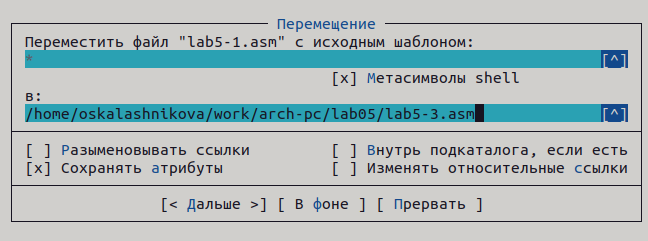 Перемещение
Переместить файл "lab5-1.asm" с исходным шаблоном:
* [^]
[x] Метасимволы shell
в:
/home/oskalashnikova/work/arch-pc/lab05/lab5-3.asm [^]
[ ] Разыменовывать ссылки [ ] Внутрь подкаталога, если есть
[x] Сохранять атрибуты [ ] Изменять относительные ссылки
[< Дальше >] [ В фоне ] [ Прервать ]